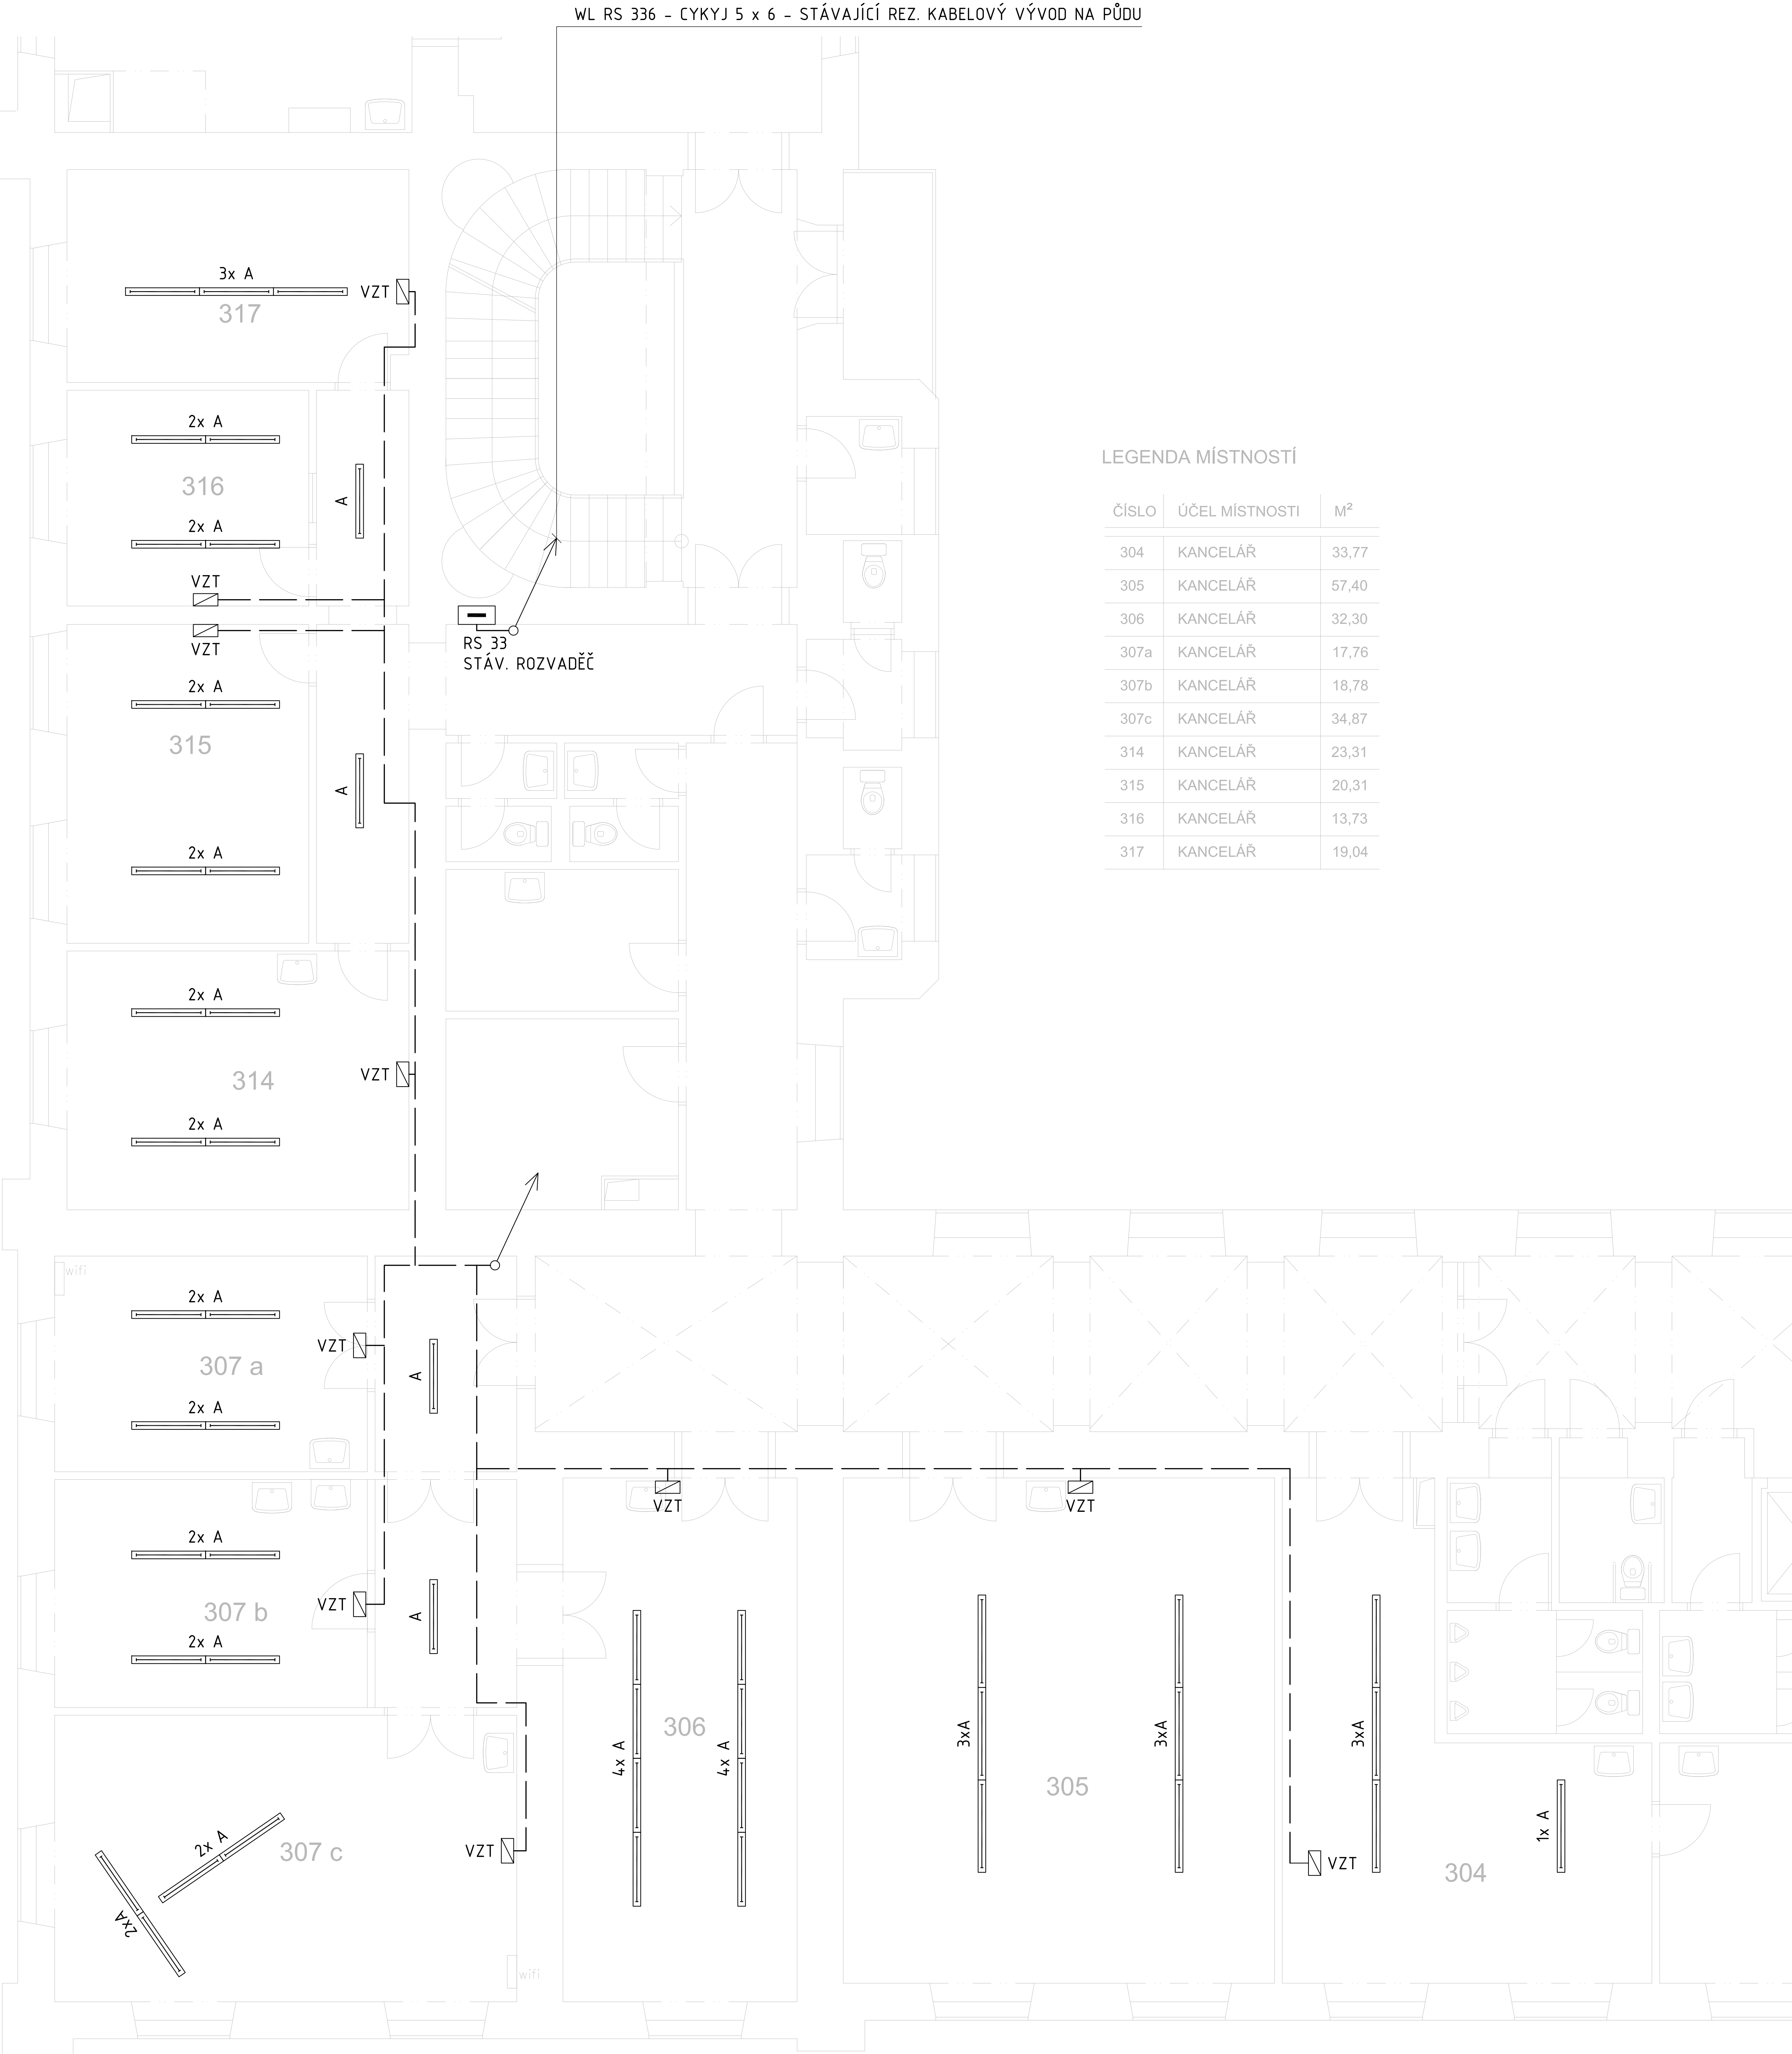 WL RS 336 - CYKYJ 5 x 6 - STÁVAJÍCÍ REZ. KABELOVÝ VÝVOD NA PŮDU
3x A
VZT
317
2x A
316
A
2x A
VZT
VZT
RS 33
STÁV. ROZVADĚČ
2x A
315
A
2x A
2x A
VZT
314
2x A
wifi
2x A
VZT
307 a
A
2x A
VZT
VZT
2x A
VZT
307 b
A
2x A
306
4x A
4x A
3xA
3xA
3xA
305
2x A
307 c
VZT
1x A
VZT
304
2xA
wifi
LEGENDA MÍSTNOSTÍ
ČÍSLO ÚČEL MÍSTNOSTI M²
304 KANCELÁŘ 33,77
305 KANCELÁŘ 57,40
306 KANCELÁŘ 32,30
307a KANCELÁŘ 17,76
307b KANCELÁŘ 18,78
307c KANCELÁŘ 34,87
314 KANCELÁŘ 23,31
315 KANCELÁŘ 20,31
316 KANCELÁŘ 13,73
317 KANCELÁŘ 19,04